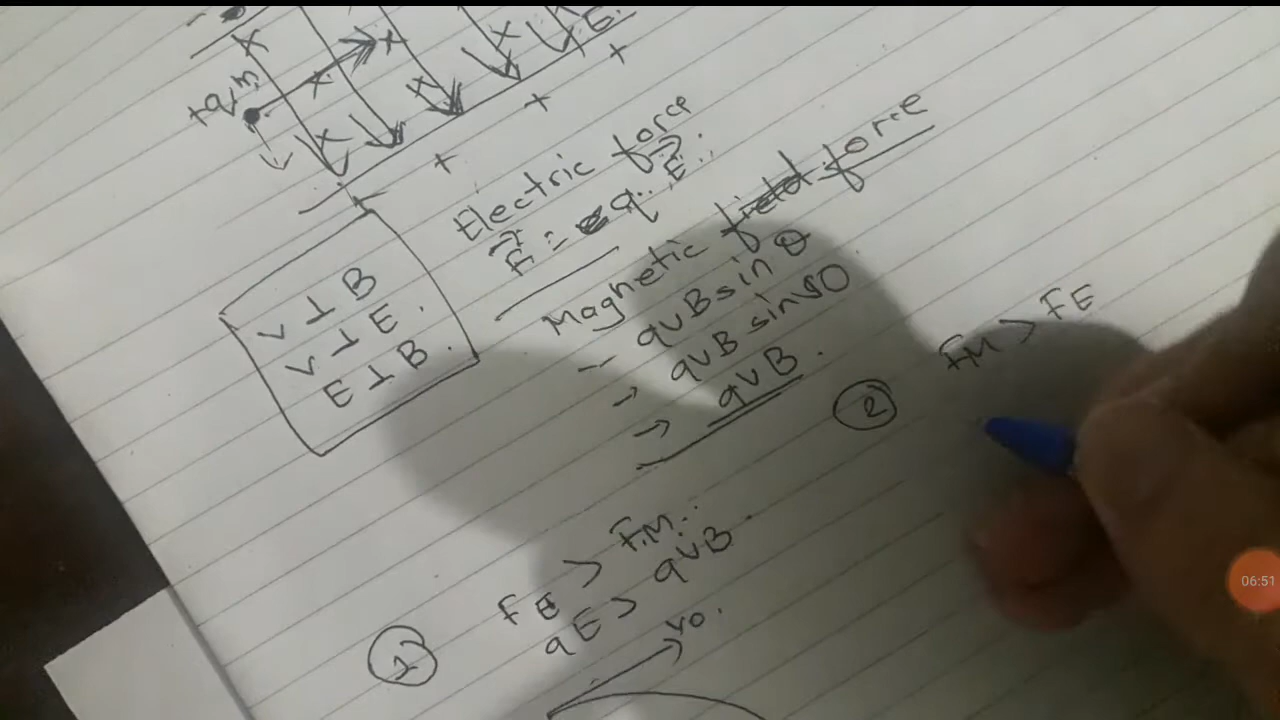 +q, m.
E.
+ + +
v ⊥ B
v ⊥ E.
E ⊥ B.
Electric force
F = q E
Magnetic force
- qvB sin θ
→ qvB sin 90
→ qvB.
②
FM > FE
①
FE > FM..
qE > qvB
vo.
06:51